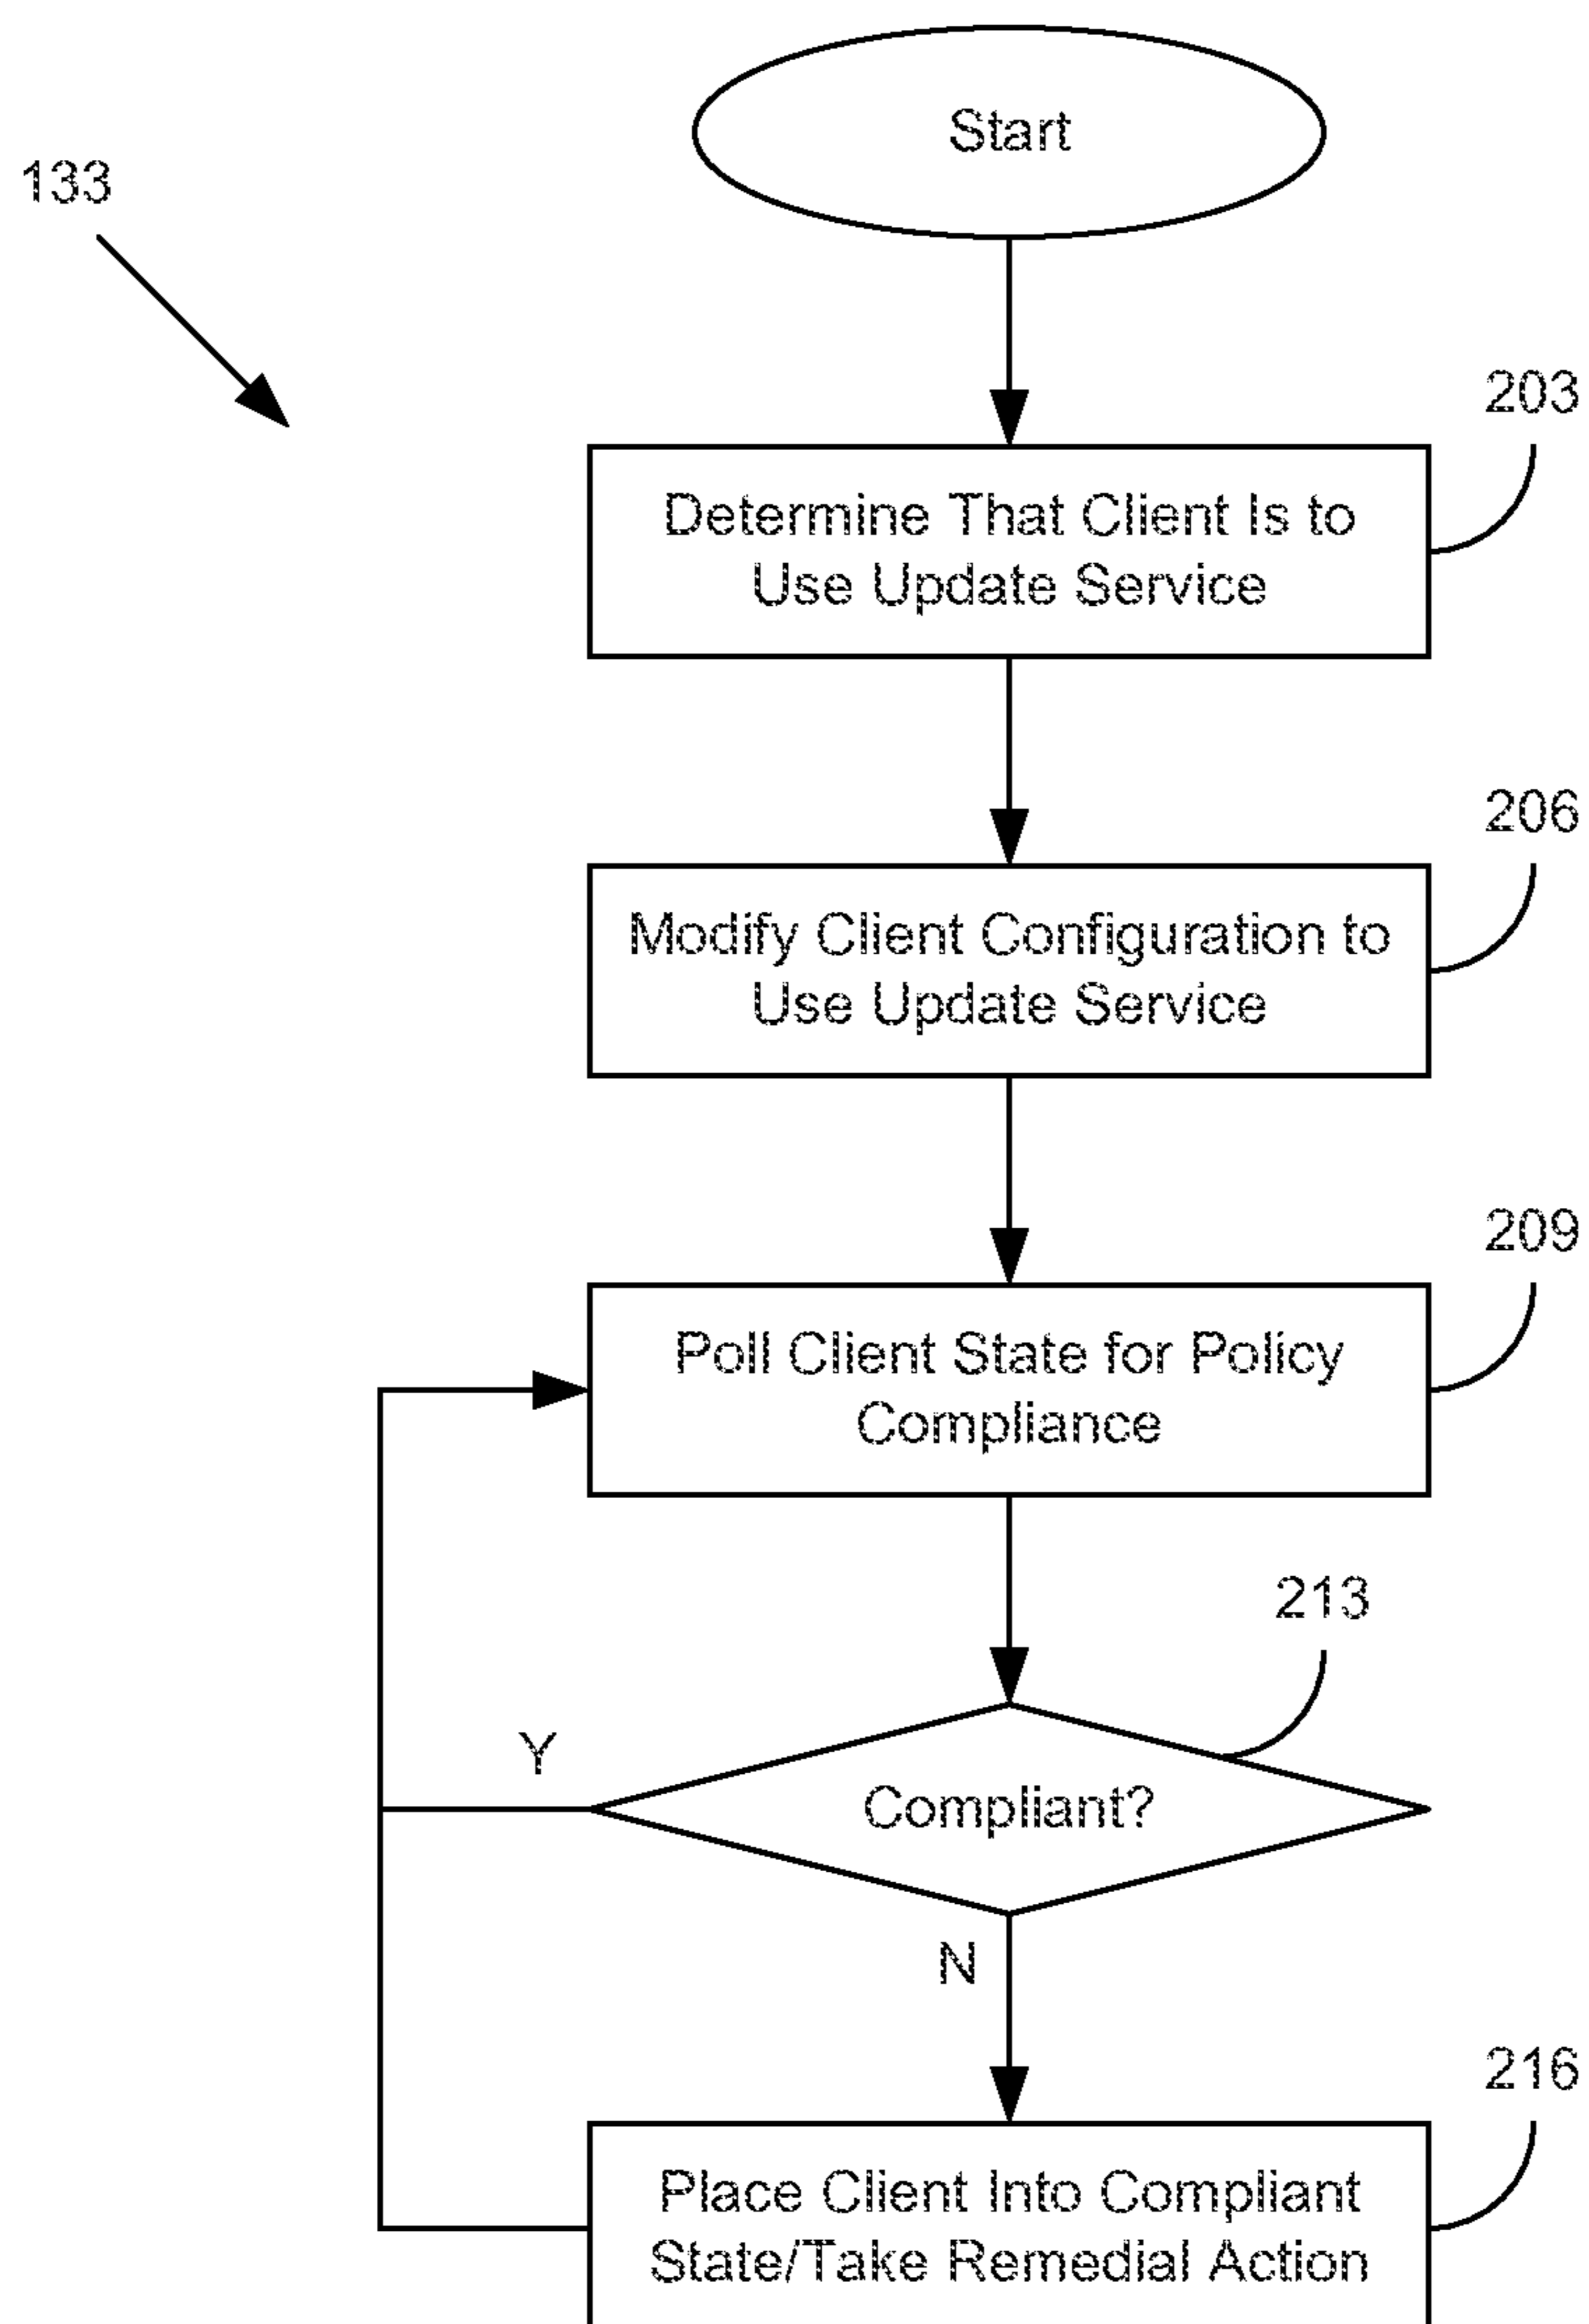 Start
133
203
Determine That Client Is to
Use Update Service
206
Modify Client Configuration to
Use Update Service
209
Poll Client State for Policy
Compliance
213
Y
Compliant?
N
216
Place Client Into Compliant
State/Take Remedial Action